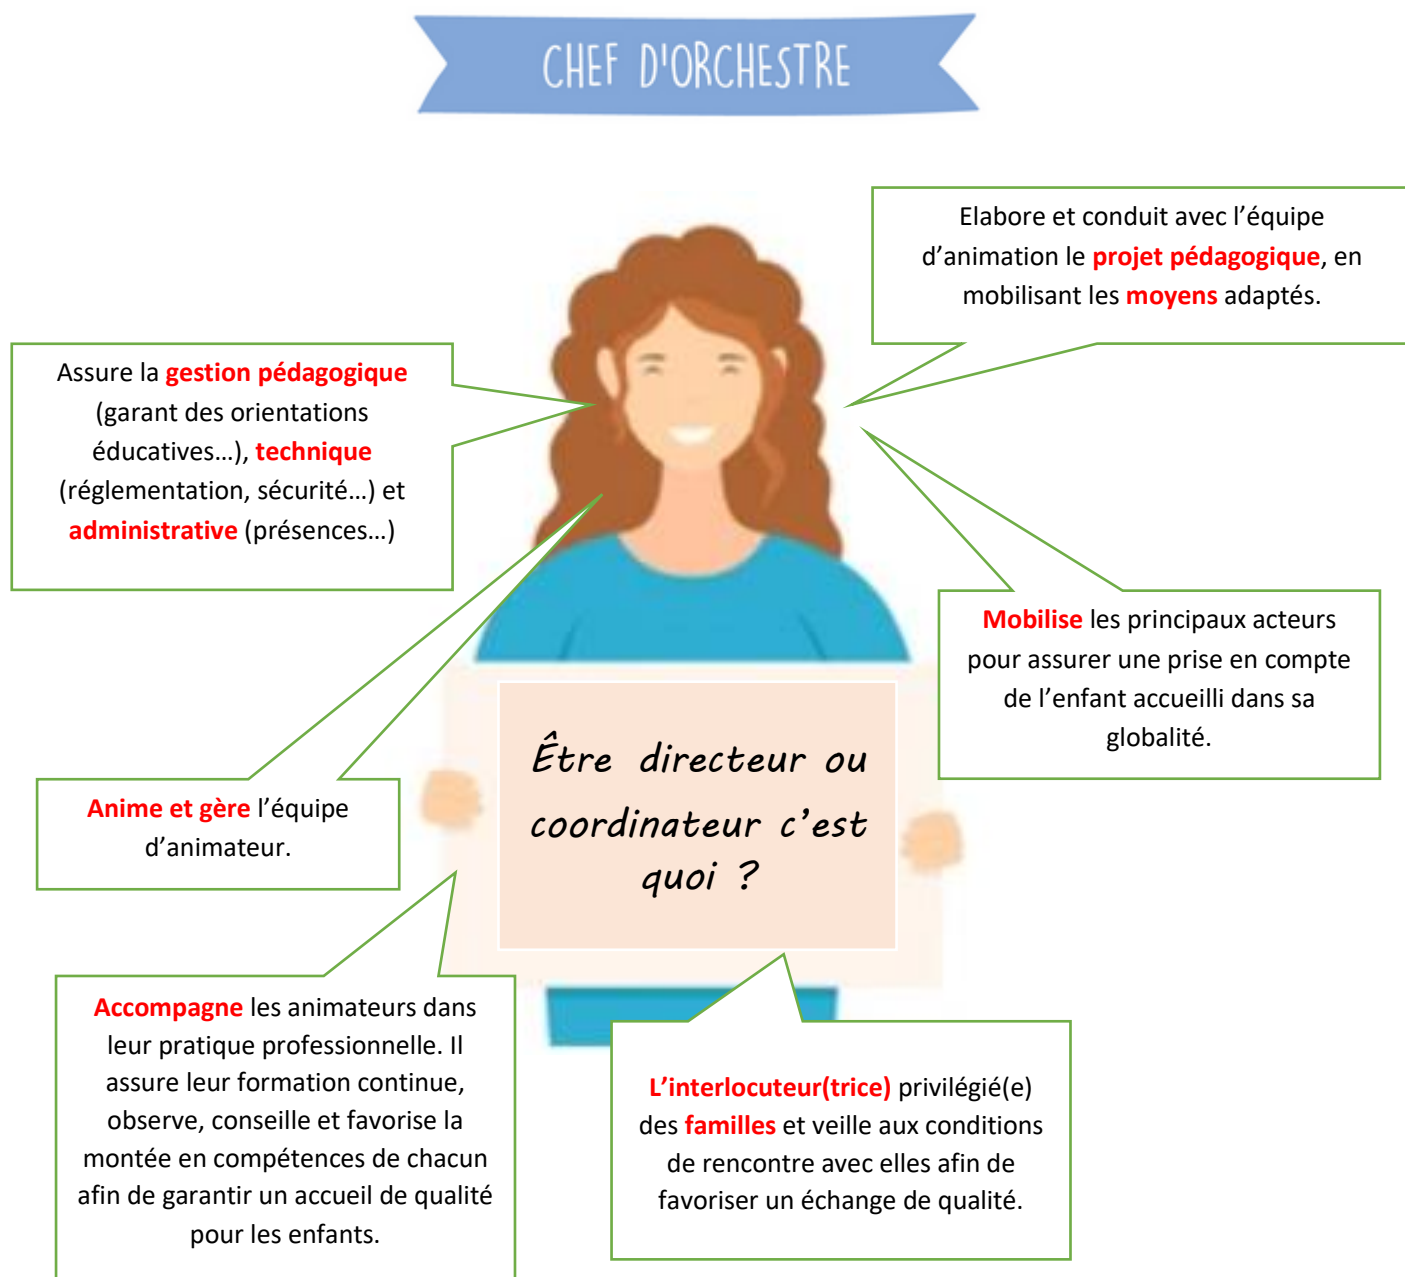 CHEF D'ORCHESTRE
Elabore et conduit avec l’équipe
d’animation le projet pédagogique, en
mobilisant les moyens adaptés.
Assure la gestion pédagogique
(garant des orientations
éducatives…), technique
(réglementation, sécurité…) et
administrative (présences…)
Mobilise les principaux acteurs
pour assurer une prise en compte
de l’enfant accueilli dans sa
globalité.
Être directeur ou
coordinateur c’est
quoi ?
Anime et gère l’équipe
d’animateur.
Accompagne les animateurs dans
leur pratique professionnelle. Il
assure leur formation continue,
observe, conseille et favorise la
montée en compétences de chacun
afin de garantir un accueil de qualité
pour les enfants.
L’interlocuteur(trice) privilégié(e)
des familles et veille aux conditions
de rencontre avec elles afin de
favoriser un échange de qualité.